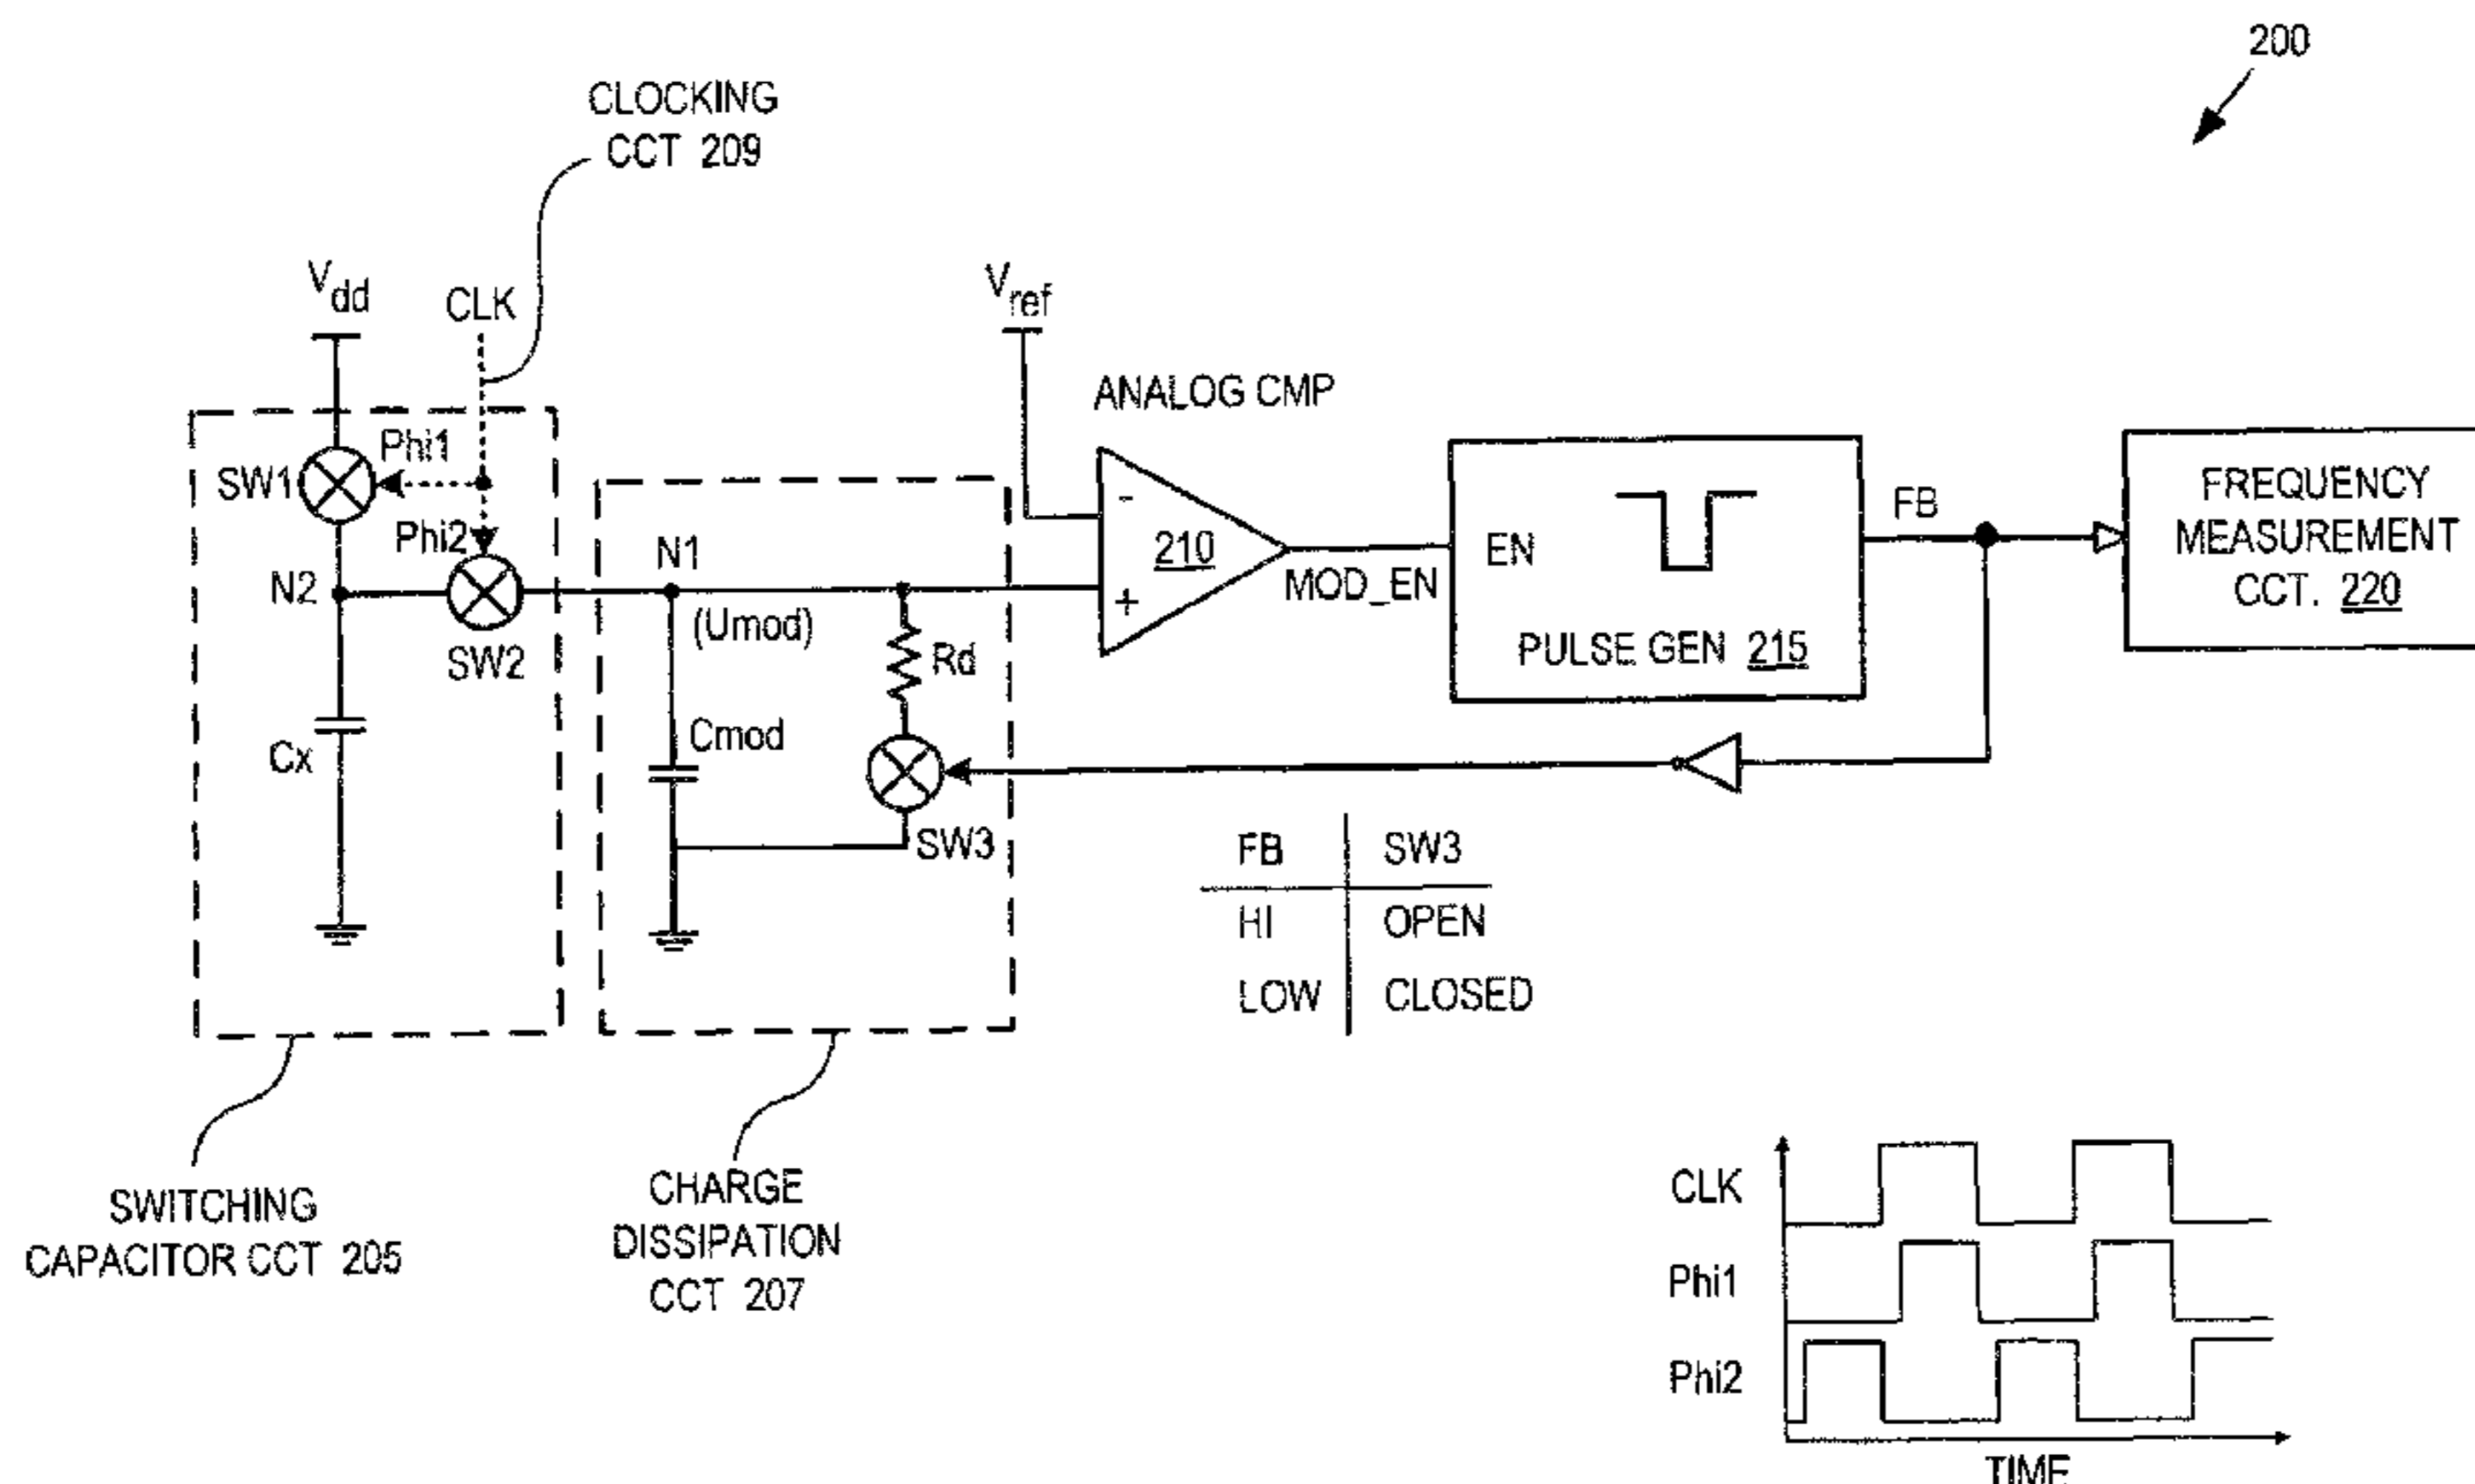 200
CLOCKING
CCT 209
Vdd
CLK
Vref
ANALOG CMP
Phi1
SW1
Phi2
N2
SW2
N1
(Umod)
-
+
210
MOD_EN
EN
PULSE GEN 215
FB
FREQUENCY
MEASUREMENT
CCT. 220
Rd
Cmod
Cx
SW3
FB SW3
HI OPEN
LOW CLOSED
SWITCHING
CAPACITOR CCT 205
CHARGE
DISSIPATION
CCT 207
CLK
Phi1
Phi2
TIME